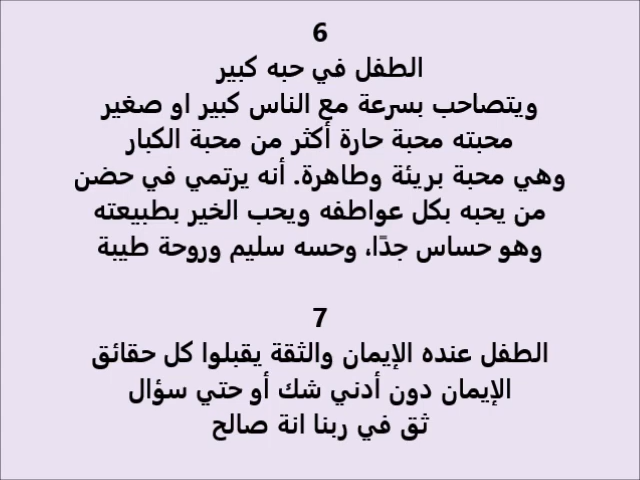 6
الطفل في حبه كبير
ويتصاحب بسرعة مع الناس كبير او صغير
محبته محبة حارة أكثر من محبة الكبار
وهي محبة بريئة وطاهرة. أنه يرتمي في حضن
من يحبه بكل عواطفه ويحب الخير بطبيعته
وهو حساس جدًا، وحسه سليم وروحة طيبة
7
الطفل عنده الإيمان والثقة يقبلوا كل حقائق
الإيمان دون أدني شك أو حتي سؤال
ثق في ربنا انة صالح